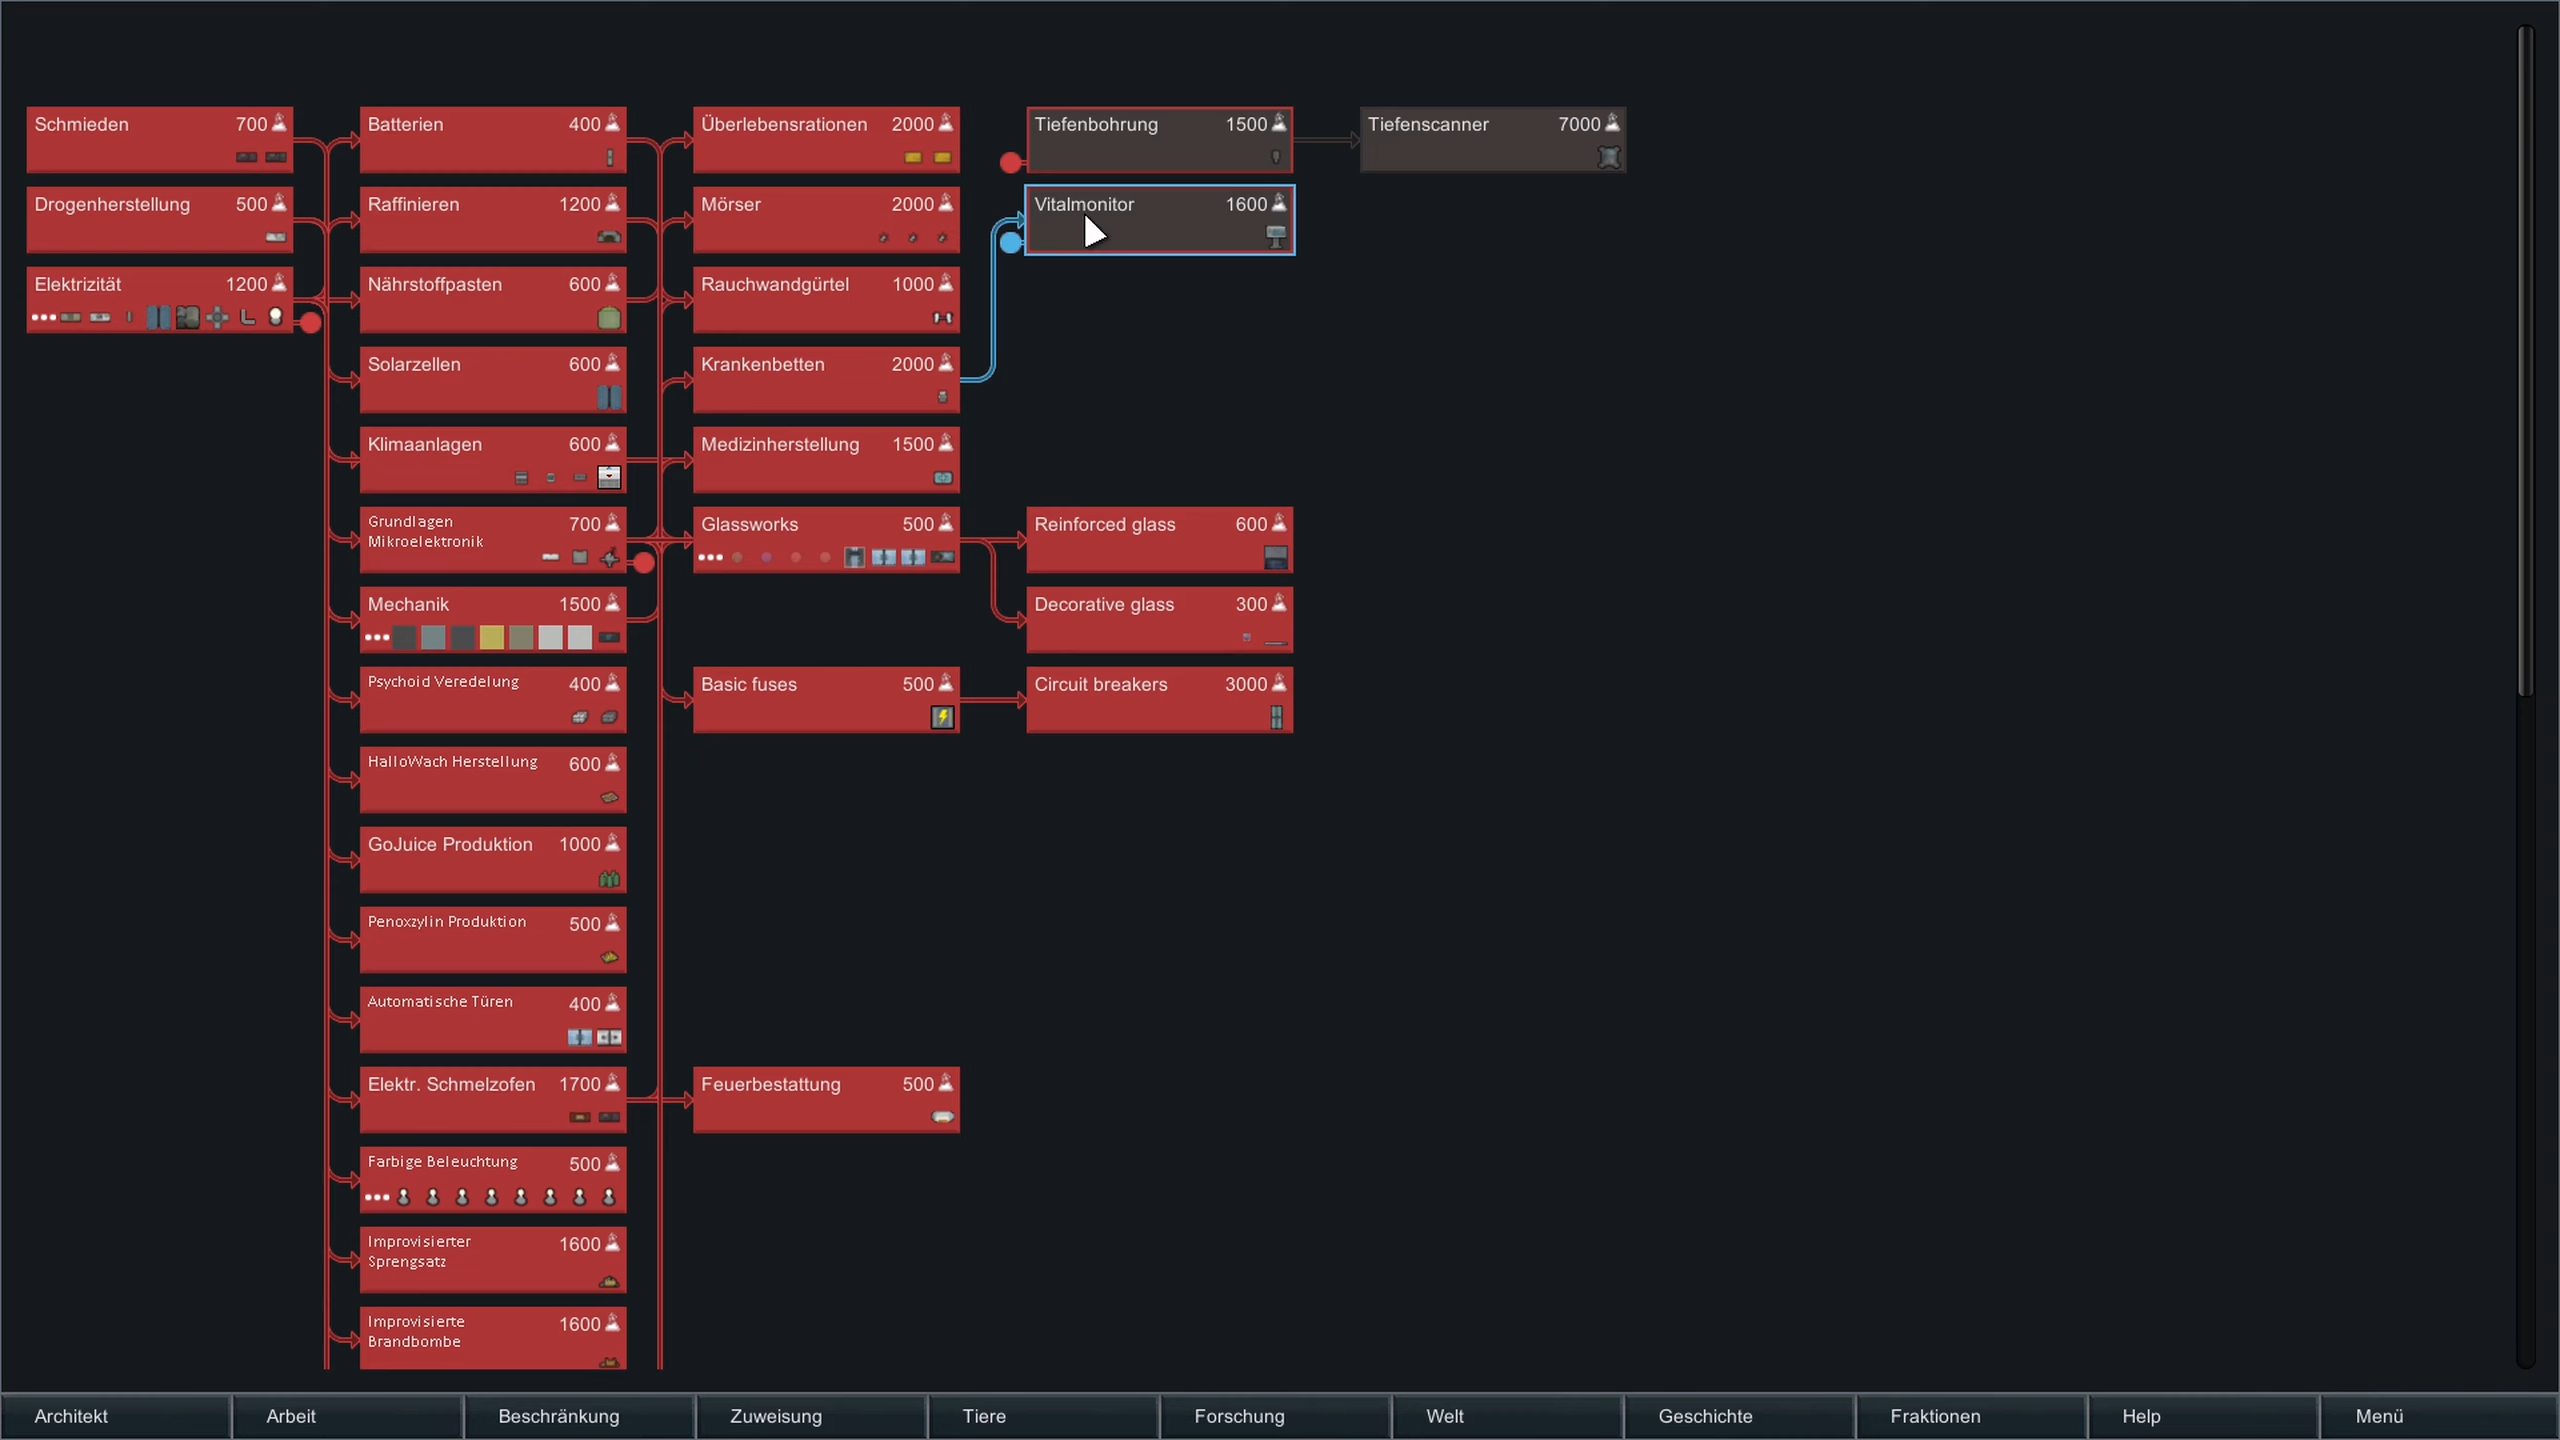 Schmieden 700
Drogenherstellung 500
Elektrizität 1200
Batterien 400
Raffinieren 1200
Nährstoffpasten 600
Solarzellen 600
Klimaanlagen 600
Grundlagen
Mikroelektronik 700
Mechanik 1500
Psychoid Veredelung 400
HalloWach Herstellung 600
GoJuice Produktion 1000
Penoxzylin Produktion 500
Automatische Türen 400
Elektr. Schmelzofen 1700
Farbige Beleuchtung 500
Improvisierter
Sprengsatz 1600
Improvisierte
Brandbombe 1600
Überlebensrationen 2000
Mörser 2000
Rauchwandgürtel 1000
Krankenbetten 2000
Medizinherstellung 1500
Glassworks 500
Basic fuses 500
Feuerbestattung 500
Tiefenbohrung 1500
Vitalmonitor 1600
Reinforced glass 600
Decorative glass 300
Circuit breakers 3000
Tiefenscanner 7000
Architekt
Arbeit
Beschränkung
Zuweisung
Tiere
Forschung
Welt
Geschichte
Fraktionen
Help
Menü